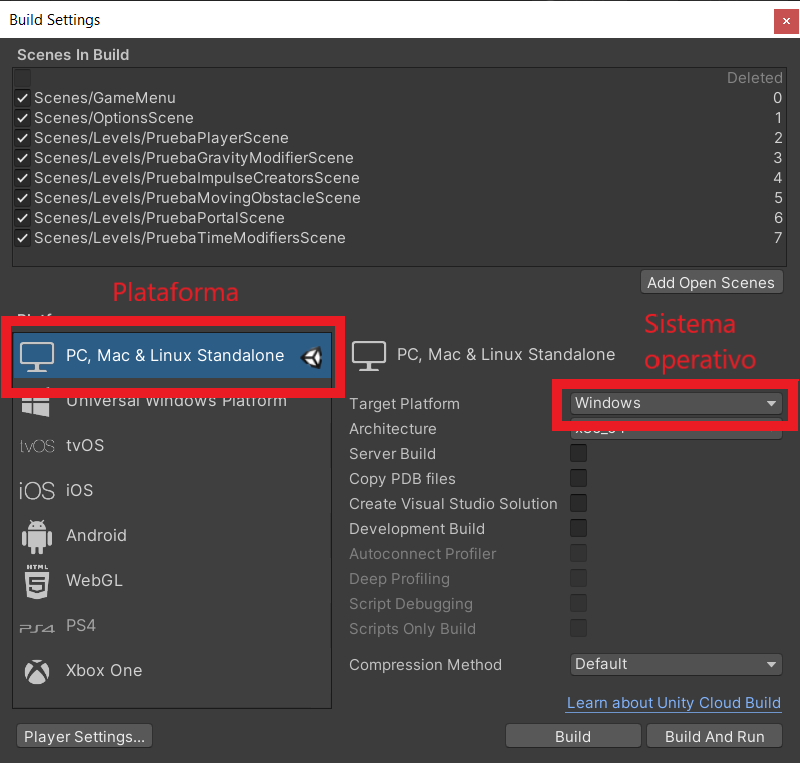 Build Settings
Scenes In Build
Deleted
Scenes/GameMenu 0
Scenes/OptionsScene 1
Scenes/Levels/PruebaPlayerScene 2
Scenes/Levels/PruebaGravityModifierScene 3
Scenes/Levels/PruebaImpulseCreatorsScene 4
Scenes/Levels/PruebaMovingObstacleScene 5
Scenes/Levels/PruebaPortalScene 6
Scenes/Levels/PruebaTimeModifiersScene 7
Add Open Scenes
Plataforma
Sistema
operativo
PC, Mac & Linux Standalone
Universal Windows Platform
tvOS tvOS
iOS iOS
Android
HTML 5 WebGL
PS4 PS4
Xbox One
PC, Mac & Linux Standalone
Target Platform Windows
Architecture
Server Build
Copy PDB files
Create Visual Studio Solution
Development Build
Autoconnect Profiler
Deep Profiling
Script Debugging
Scripts Only Build
Compression Method Default
Learn about Unity Cloud Build
Player Settings...
Build
Build And Run